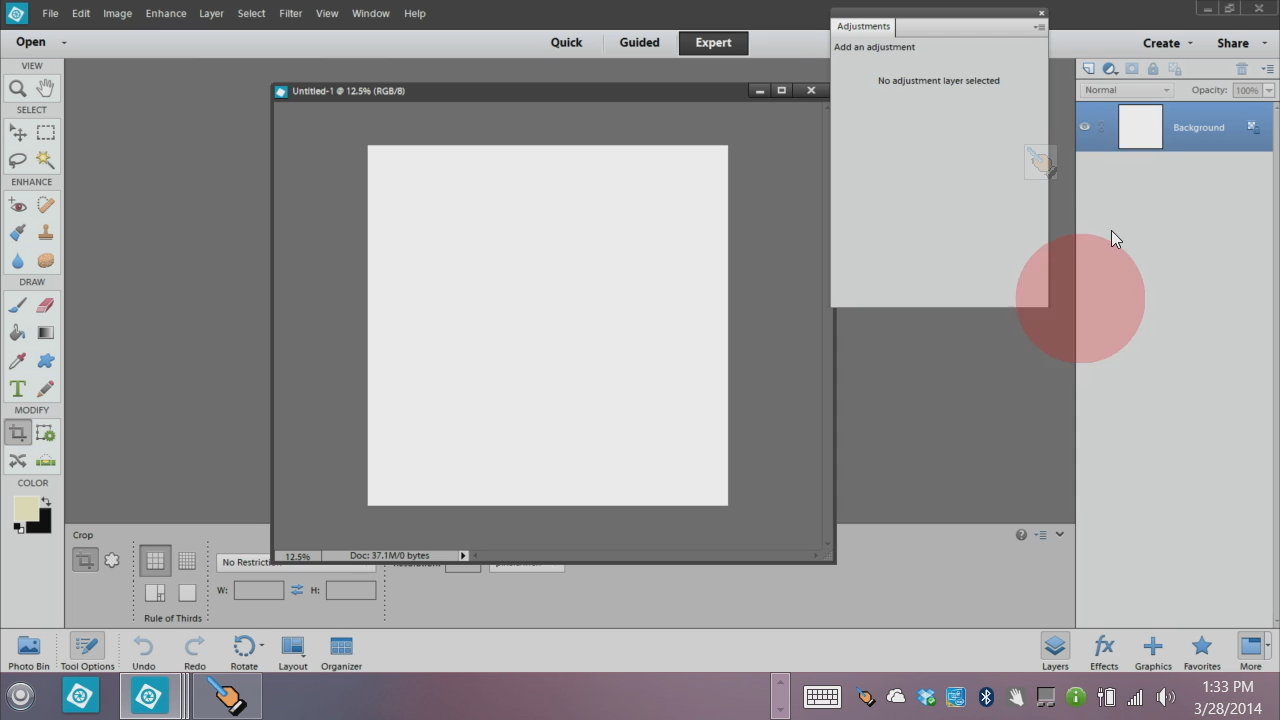 File Edit Image Enhance Layer Select Filter View Window Help
Open
Quick Guided Expert
Create Share
VIEW
SELECT
ENHANCE
DRAW
T
MODIFY
COLOR
Untitled-1 @ 12.5% (RGB/8)
12.5% Doc: 37.1M/0 bytes
Adjustments
Add an adjustment
No adjustment layer selected
Normal Opacity: 100%
Background
Crop
No Restriction
W: H:
Rule of Thirds
Photo Bin Tool Options Undo Redo Rotate Layout Organizer
fx
Layers Effects Graphics Favorites More
1:33 PM
3/28/2014